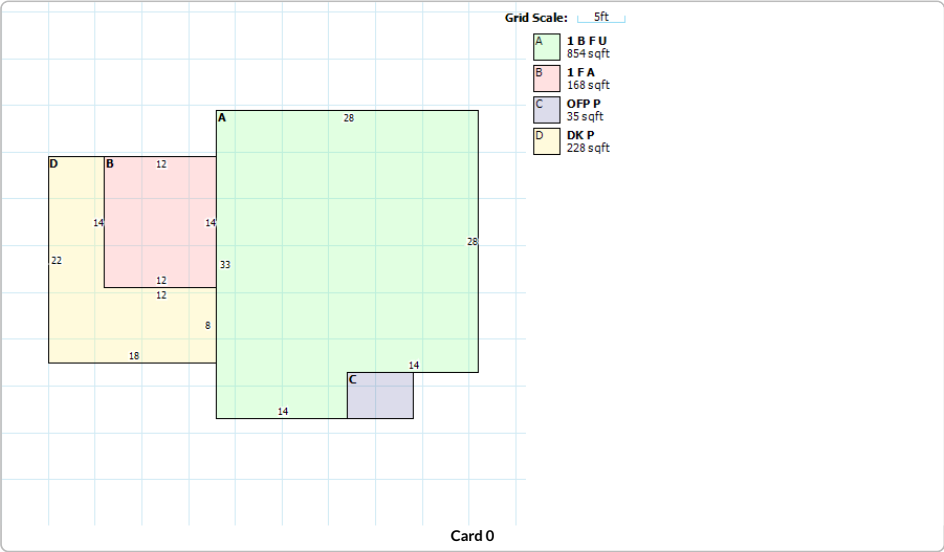 Grid Scale: 5ft
A 1 B F U
854 sqft
B 1 F A
168 sqft
C OFP P
35 sqft
D DK P
228 sqft
A 28
D B 12
14 14
28
22
33
12
12
8
18
14
C
14
Card 0